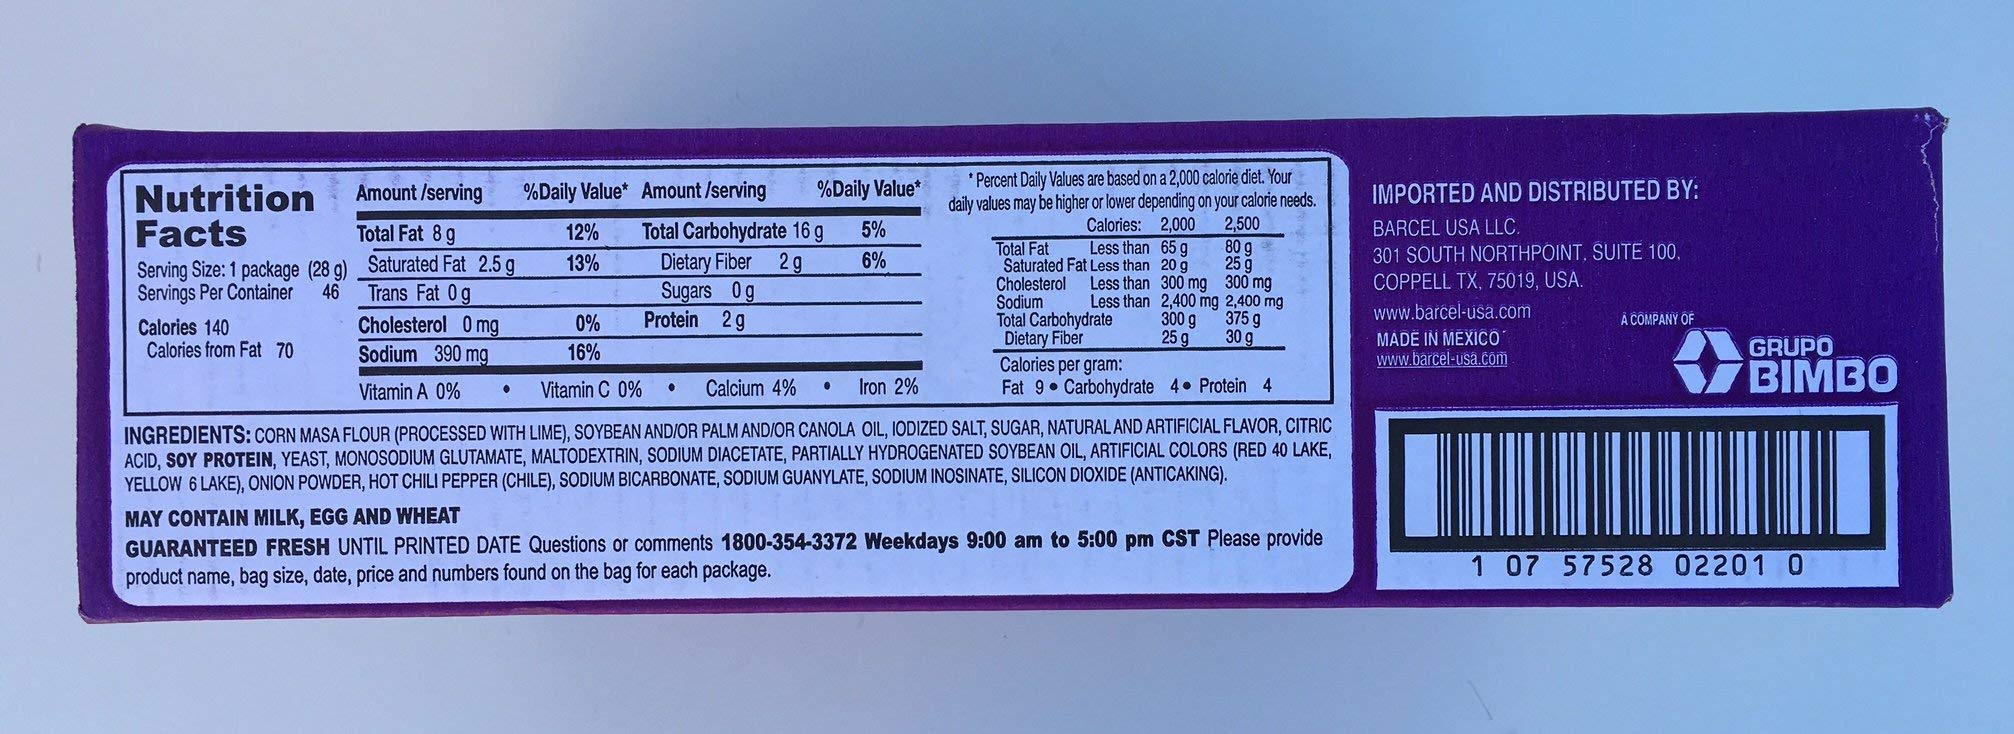 Nutrition
Facts
Serving Size: 1 package (28 g)
Servings Per Container 46
Calories 140
Calories from Fat 70
Amount /serving %Daily Value* Amount /serving %Daily Value*
Total Fat 8 g 12% Total Carbohydrate 16 g 5%
Saturated Fat 2.5 g 13% Dietary Fiber 2 g 6%
Trans Fat 0 g Sugars 0 g
Cholesterol 0 mg 0% Protein 2 g
Sodium 390 mg 16%
Vitamin A 0% • Vitamin C 0% • Calcium 4% • Iron 2%
* Percent Daily Values are based on a 2,000 calorie diet. Your
daily values may be higher or lower depending on your calorie needs.
Calories: 2,000 2,500
Total Fat Less than 65 g 80 g
Saturated Fat Less than 20 g 25 g
Cholesterol Less than 300 mg 300 mg
Sodium Less than 2,400 mg 2,400 mg
Total Carbohydrate 300 g 375 g
Dietary Fiber 25 g 30 g
Calories per gram:
Fat 9 • Carbohydrate 4 • Protein 4
INGREDIENTS: CORN MASA FLOUR (PROCESSED WITH LIME), SOYBEAN AND/OR PALM AND/OR CANOLA OIL, IODIZED SALT, SUGAR, NATURAL AND ARTIFICIAL FLAVOR, CITRIC
ACID, SOY PROTEIN, YEAST, MONOSODIUM GLUTAMATE, MALTODEXTRIN, SODIUM DIACETATE, PARTIALLY HYDROGENATED SOYBEAN OIL, ARTIFICIAL COLORS (RED 40 LAKE,
YELLOW 6 LAKE), ONION POWDER, HOT CHILI PEPPER (CHILE), SODIUM BICARBONATE, SODIUM GUANYLATE, SODIUM INOSINATE, SILICON DIOXIDE (ANTICAKING).
MAY CONTAIN MILK, EGG AND WHEAT
GUARANTEED FRESH UNTIL PRINTED DATE Questions or comments 1800-354-3372 Weekdays 9:00 am to 5:00 pm CST Please provide
product name, bag size, date, price and numbers found on the bag for each package.
IMPORTED AND DISTRIBUTED BY:
BARCEL USA LLC.
301 SOUTH NORTHPOINT, SUITE 100,
COPPELL TX, 75019, USA.
www.barcel-usa.com
MADE IN MEXICO
www.barcel-usa.com
A COMPANY OF
GRUPO
BIMBO
1 07 57528 02201 0